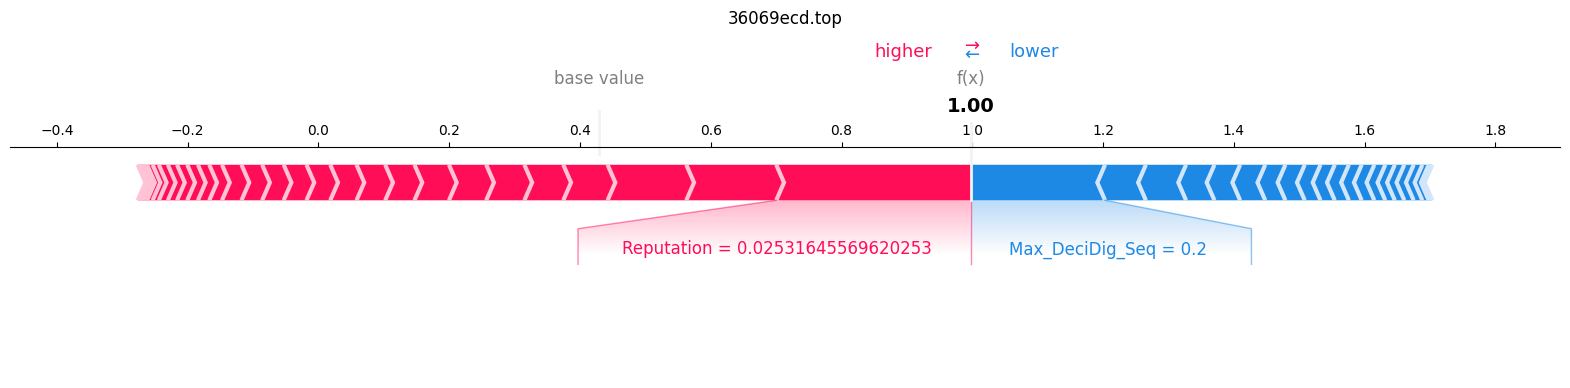 36069ecd.top
higher → ← lower
base value f(x)
1.00
−0.4 −0.2 0.0 0.2 0.4 0.6 0.8 1.0 1.2 1.4 1.6 1.8
Reputation = 0.02531645569620253 Max_DeciDig_Seq = 0.2